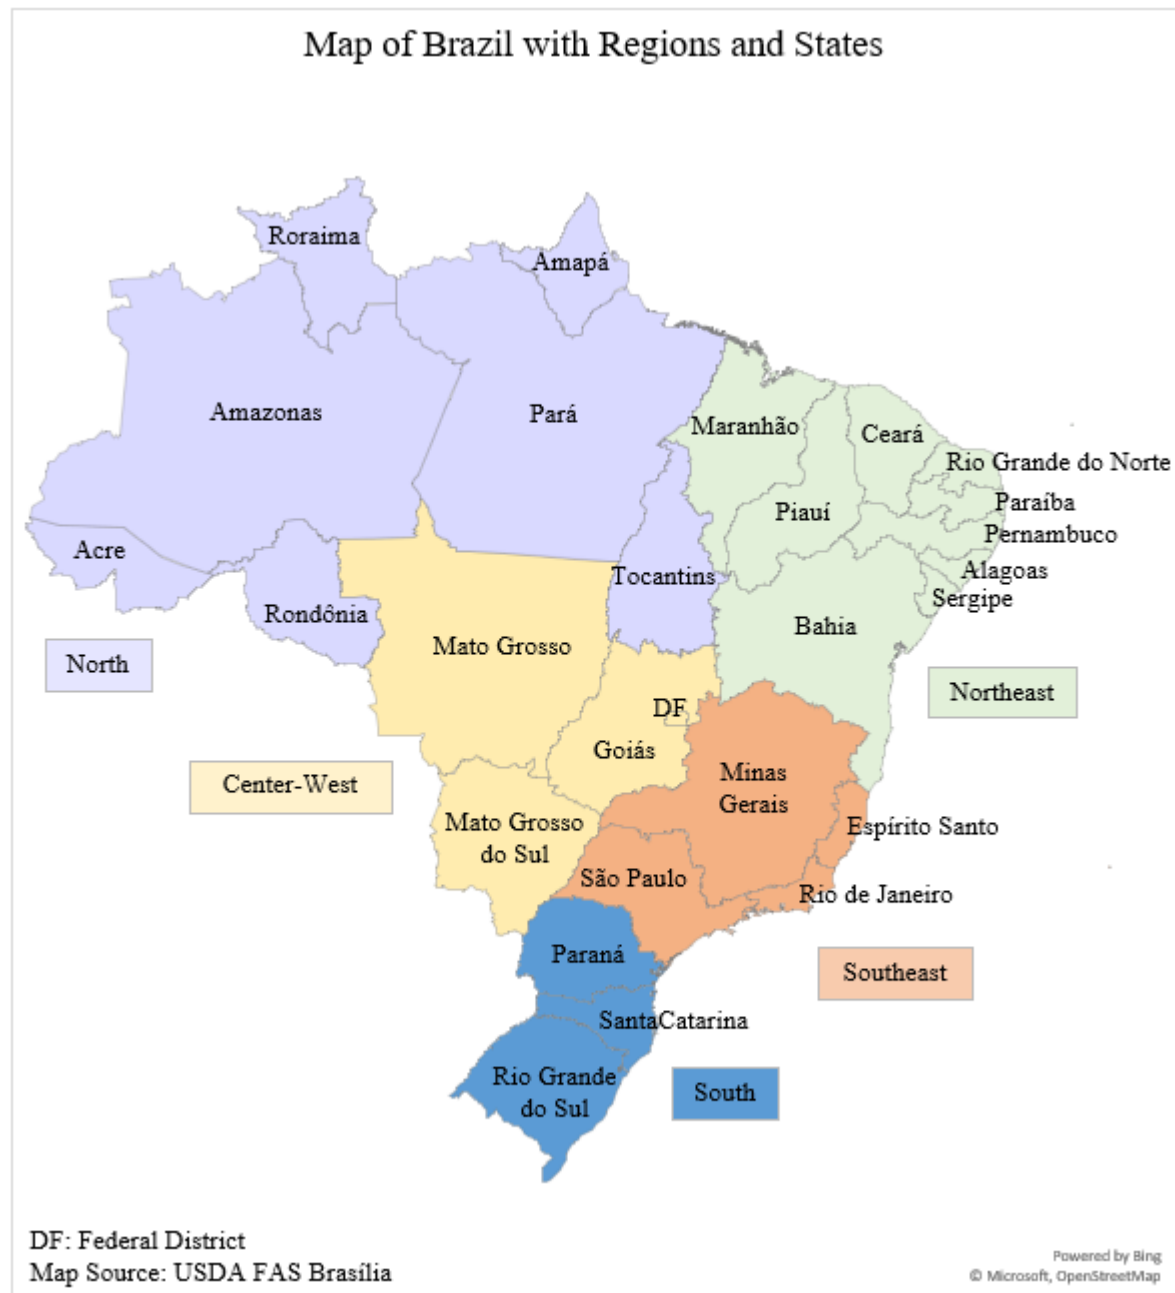 Map of Brazil with Regions and States
Roraima
Amapá
Amazonas
Pará
Maranhão
Ceará
Rio Grande do Norte
Piauí
Paraíba
Pernambuco
Acre
Tocantins
Alagoas
Sergipe
Rondônia
Bahia
Mato Grosso
North
Northeast
DF
Goiás
Minas
Gerais
Center-West
Mato Grosso
do Sul
Espírito Santo
São Paulo
Rio de Janeiro
Paraná
Southeast
SantaCatarina
Rio Grande
do Sul
South
DF: Federal District
Map Source: USDA FAS Brasília
Powered by Bing
© Microsoft, OpenStreetMap